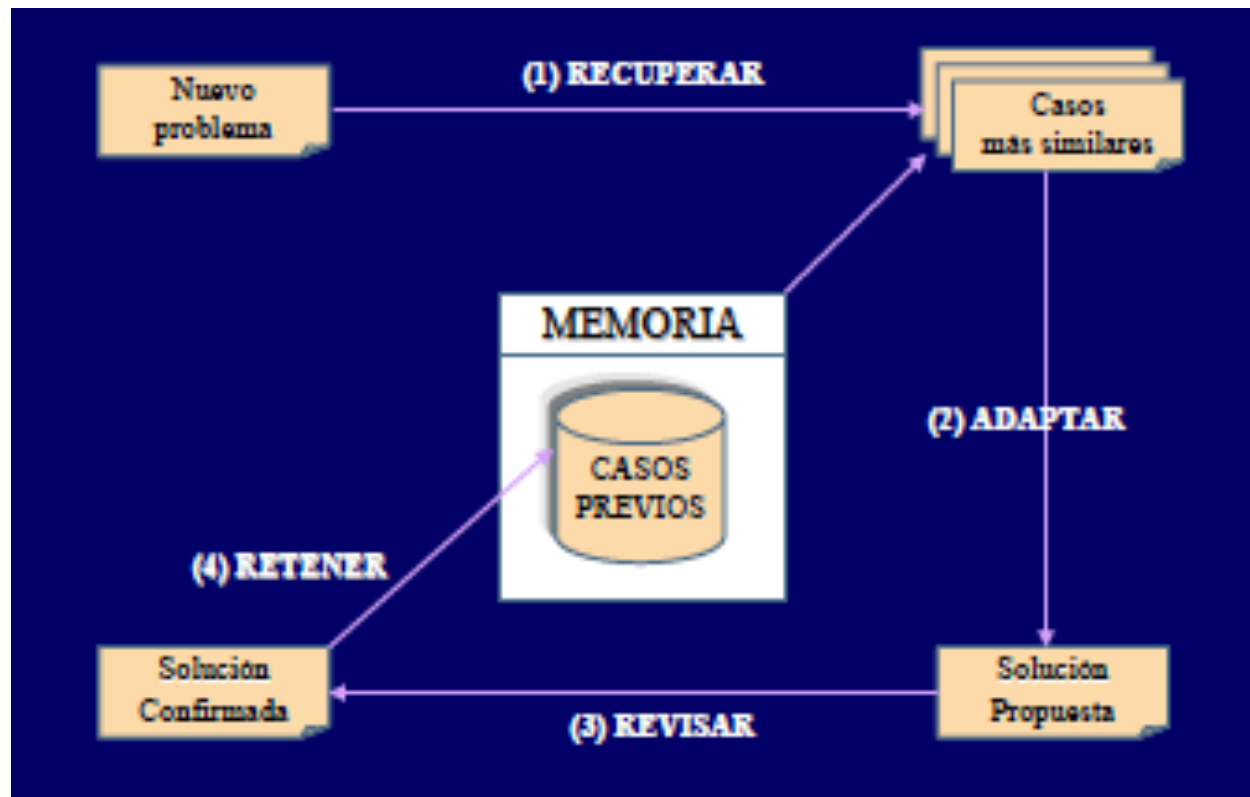 (1) RECUPERAR
Nuevo
problema
Casos
más similares
MEMORIA
(2) ADAPTAR
CASOS
PREVIOS
(4) RETENER
Solución
Confirmada
Solución
Propuesta
(3) REVISAR